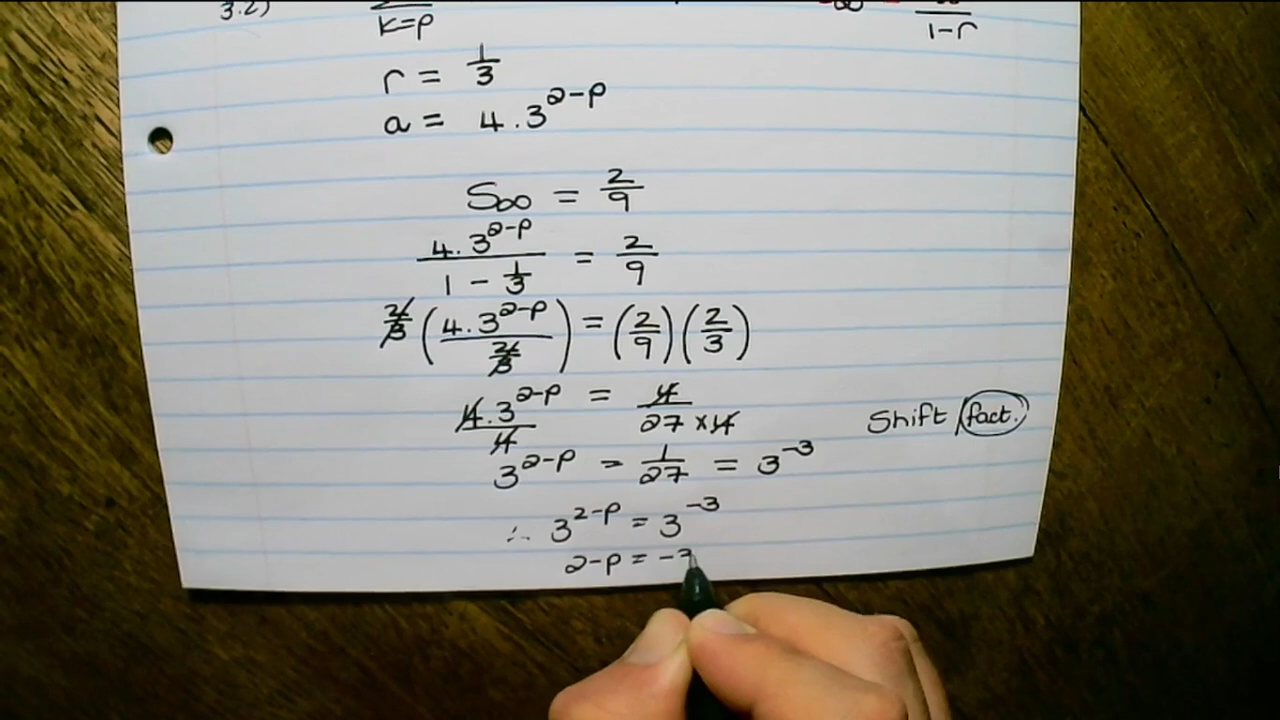 3.2)
k=p
1-r
r = 1/3
a = 4.3^(2-p)
S∞ = 2/9
4.3^(2-p) / (1 - 1/3) = 2/9
2/3 (4.3^(2-p) / (2/3)) = (2/9)(2/3)
4.3^(2-p) / 4 = 4 / (27 x 4)
Shift /fact.
3^(2-p) = 1/27 = 3^(-3)
∴ 3^(2-p) = 3^(-3)
2-p = -3